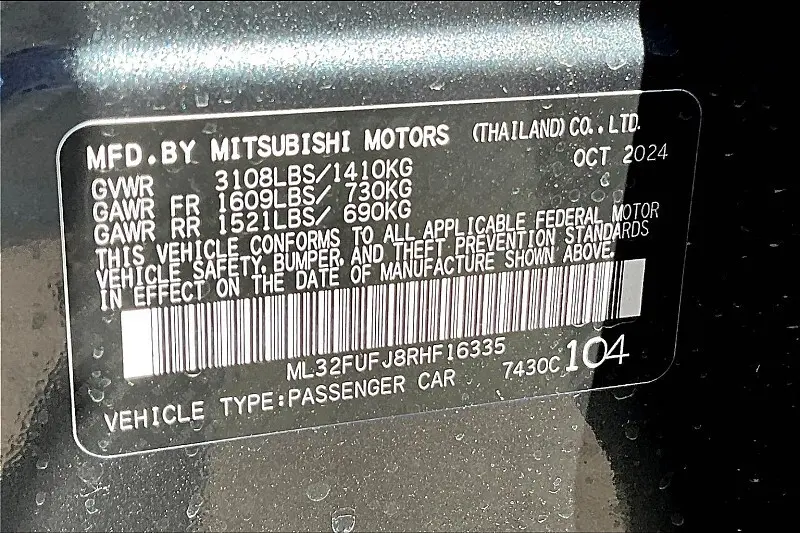 MFD.BY MITSUBISHI MOTORS (THAILAND) CO., LTD.
OCT 2024
GVWR 3108LBS/1410KG
GAWR FR 1609LBS/ 730KG
GAWR RR 1521LBS/ 690KG
THIS VEHICLE CONFORMS TO ALL APPLICABLE FEDERAL MOTOR
VEHICLE SAFETY, BUMPER, AND THEFT PREVENTION STANDARDS
IN EFFECT ON THE DATE OF MANUFACTURE SHOWN ABOVE.
ML32FUFJ8RHF16335
VEHICLE TYPE:PASSENGER CAR 7430C 104